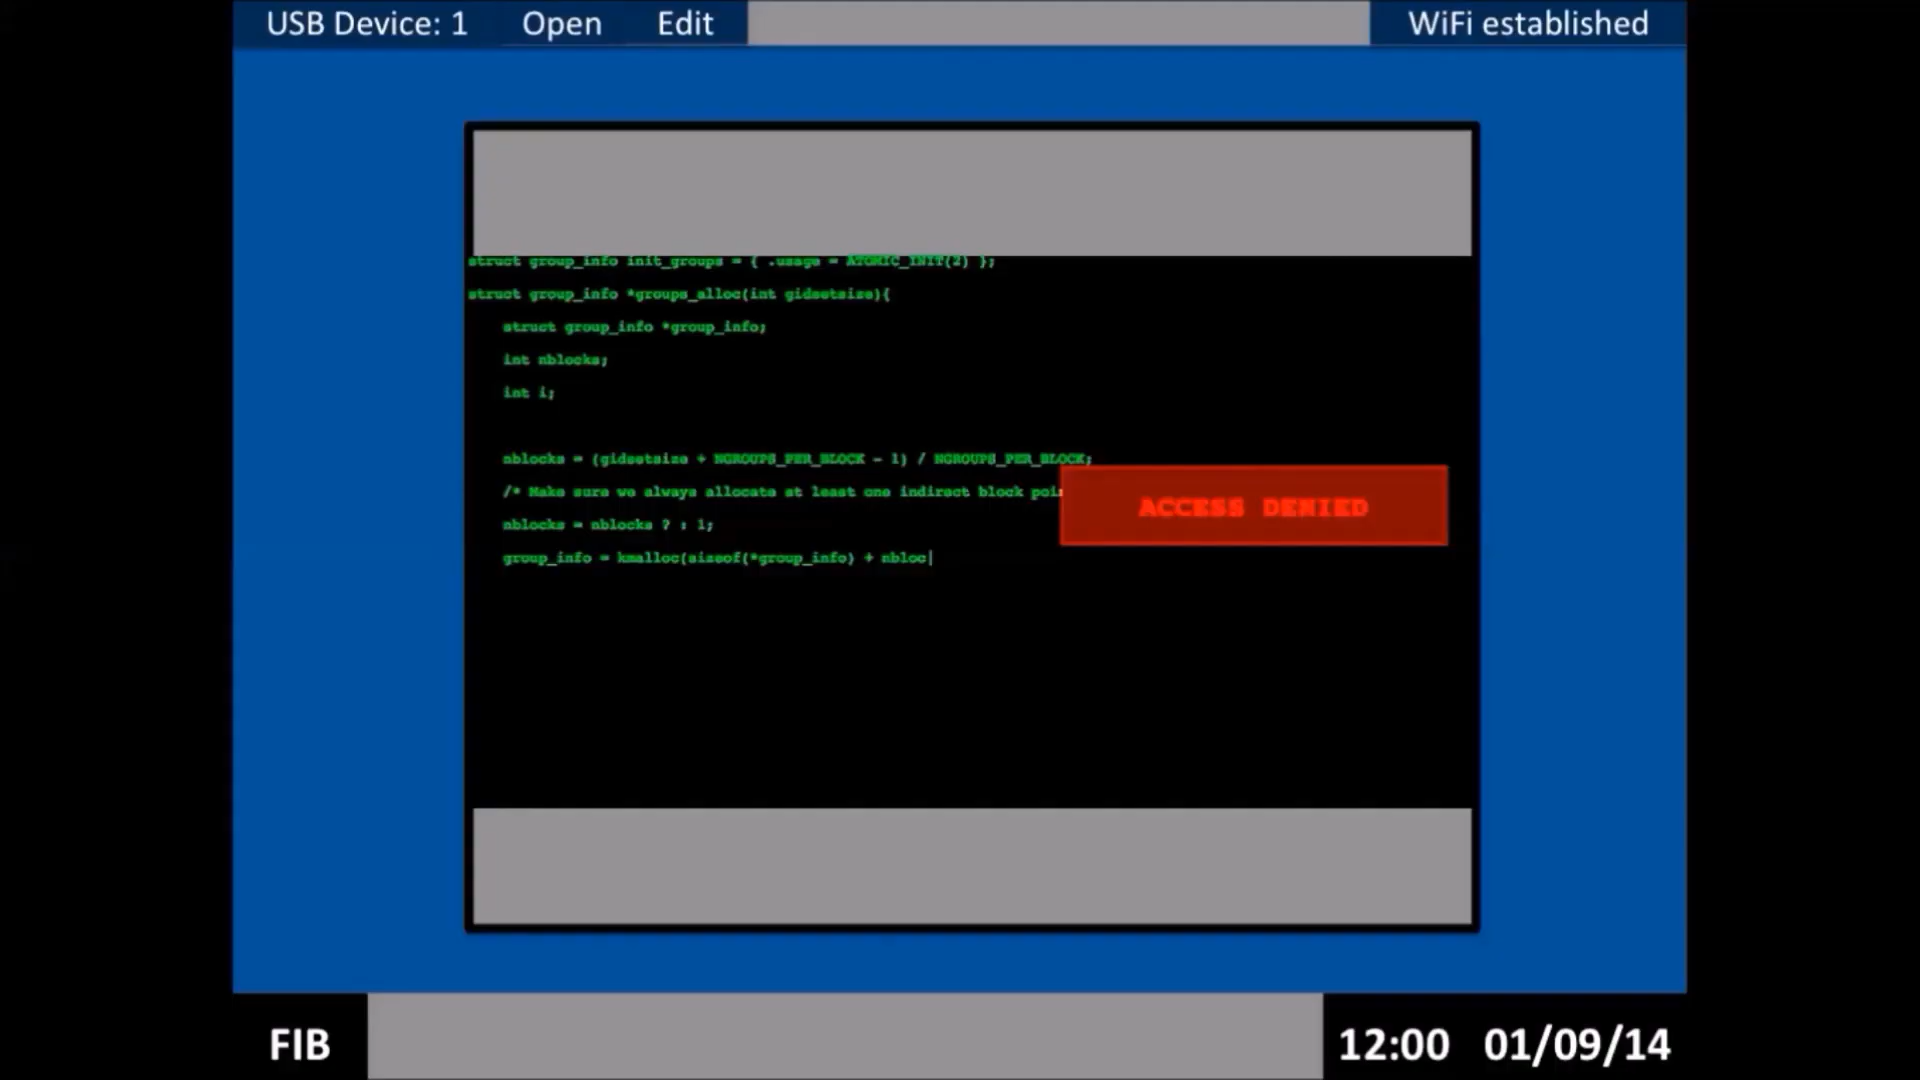 USB Device: 1 Open Edit WiFi established
struct group_info init_groups = { .usage = ATOMIC_INIT(2) };
struct group_info *groups_alloc(int gidsetsize){
struct group_info *group_info;
int nblocks;
int i;
nblocks = (gidsetsize + NGROUPS_PER_BLOCK - 1) / NGROUPS_PER_BLOCK;
/* Make sure we always allocate at least one indirect block poi
ACCESS DENIED
nblocks = nblocks ? : 1;
group_info = kmalloc(sizeof(*group_info) + nbloc|
FIB 12:00 01/09/14